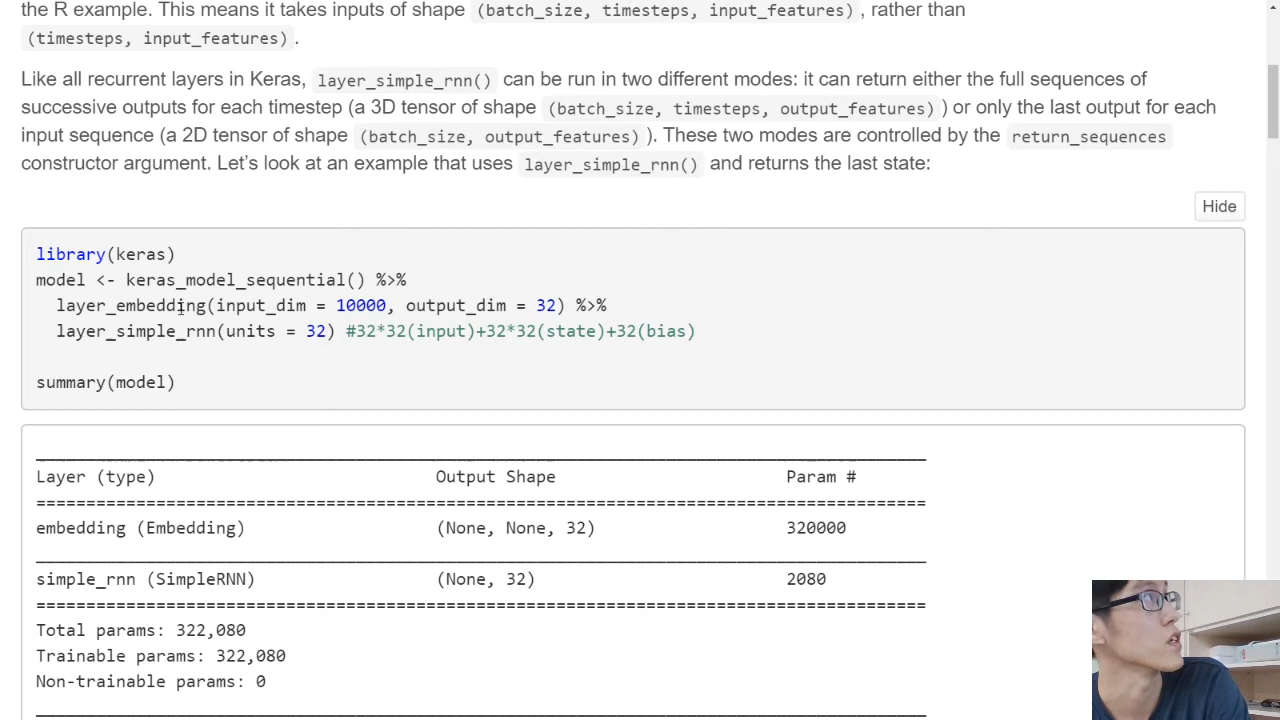 the R example. This means it takes inputs of shape (batch_size, timesteps, input_features), rather than
(timesteps, input_features).
Like all recurrent layers in Keras, layer_simple_rnn() can be run in two different modes: it can return either the full sequences of
successive outputs for each timestep (a 3D tensor of shape (batch_size, timesteps, output_features)) or only the last output for each
input sequence (a 2D tensor of shape (batch_size, output_features)). These two modes are controlled by the return_sequences
constructor argument. Let's look at an example that uses layer_simple_rnn() and returns the last state:
Hide
library(keras)
model <- keras_model_sequential() %>%
layer_embedding(input_dim = 10000, output_dim = 32) %>%
layer_simple_rnn(units = 32) #32*32(input)+32*32(state)+32(bias)
summary(model)
Layer (type) Output Shape Param #
embedding (Embedding) (None, None, 32) 320000
simple_rnn (SimpleRNN) (None, 32) 2080
Total params: 322,080
Trainable params: 322,080
Non-trainable params: 0